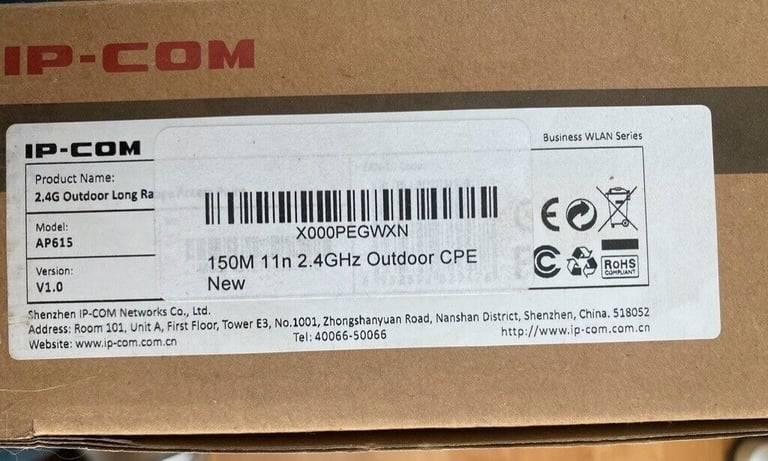 IP-COM
IP-COM
Business WLAN Series
Product Name:
2.4G Outdoor Long Ra
Model:
AP615
Version:
V1.0
X000PEGWXN
150M 11n 2.4GHz Outdoor CPE
New
CE
RoHS
COMPLIANT
Shenzhen IP-COM Networks Co., Ltd.
Address: Room 101, Unit A, First Floor, Tower E3, No.1001, Zhongshanyuan Road, Nanshan District, Shenzhen, China. 518052
Website: www.ip-com.com.cn
Tel: 40066-50066
http://www.ip-com.com.cn